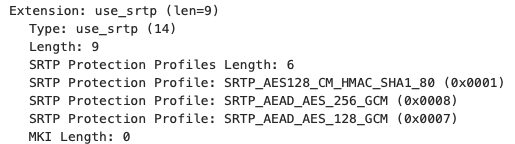 Extension: use_srtp (len=9)
Type: use_srtp (14)
Length: 9
SRTP Protection Profiles Length: 6
SRTP Protection Profile: SRTP_AES128_CM_HMAC_SHA1_80 (0x0001)
SRTP Protection Profile: SRTP_AEAD_AES_256_GCM (0x0008)
SRTP Protection Profile: SRTP_AEAD_AES_128_GCM (0x0007)
MKI Length: 0